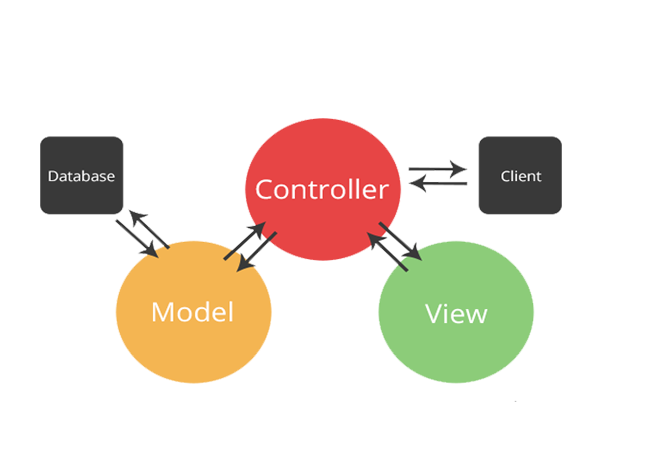 Database
Controller
Client
Model
View